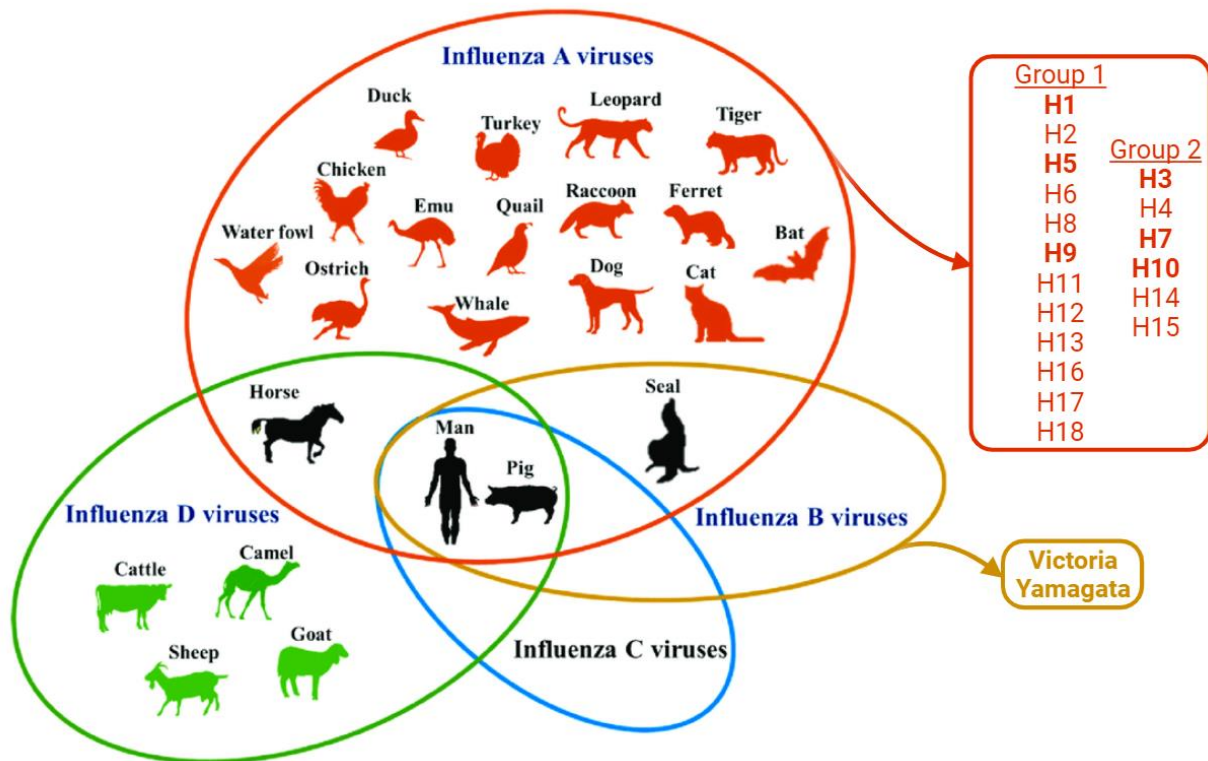 Influenza A viruses
Duck
Turkey
Leopard
Tiger
Chicken
Emu
Quail
Raccoon
Ferret
Water fowl
Ostrich
Whale
Dog
Cat
Bat
Horse
Man
Pig
Seal
Influenza D viruses
Influenza B viruses
Cattle
Camel
Sheep
Goat
Influenza C viruses
Group 1
H1
H2
H5
H6
H8
H9
H11
H12
H13
H16
H17
H18
Group 2
H3
H4
H7
H10
H14
H15
Victoria
Yamagata